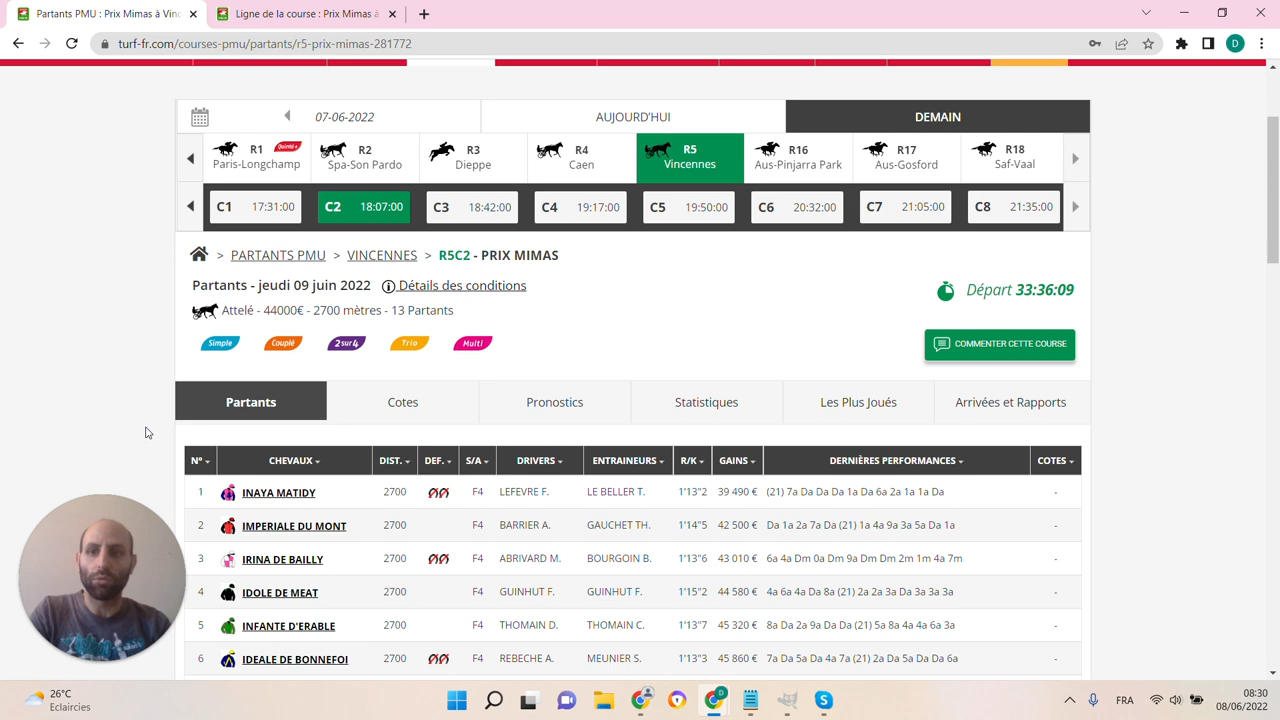 Partants PMU : Prix Mimas à Vinc
Ligne de la course : Prix Mimas à
turf-fr.com/courses-pmu/partants/r5-prix-mimas-281772
D
07-06-2022
AUJOURD'HUI
DEMAIN
R1 Quinté+ Paris-Longchamp
R2 Spa-Son Pardo
R3 Dieppe
R4 Caen
R5 Vincennes
R16 Aus-Pinjarra Park
R17 Aus-Gosford
R18 Saf-Vaal
C1 17:31:00 C2 18:07:00 C3 18:42:00 C4 19:17:00 C5 19:50:00 C6 20:32:00 C7 21:05:00 C8 21:35:00
> PARTANTS PMU > VINCENNES > R5C2 - PRIX MIMAS
Partants - jeudi 09 juin 2022 Détails des conditions
Départ 33:36:09
Attelé - 44000€ - 2700 mètres - 13 Partants
Simple Couplé 2sur4 Trio Multi
COMMENTER CETTE COURSE
Partants Cotes Pronostics Statistiques Les Plus Joués Arrivées et Rapports
N° CHEVAUX DIST. DEF. S/A DRIVERS ENTRAINEURS R/K GAINS DERNIÈRES PERFORMANCES COTES
1 INAYA MATIDY 2700 F4 LEFEVRE F. LE BELLER T. 1'13"2 39 490 € (21) 7a Da Da Da 1a Da 6a 2a 1a 1a Da -
2 IMPERIALE DU MONT 2700 F4 BARRIER A. GAUCHET TH. 1'14"5 42 500 € Da 1a 2a 7a Da (21) 1a 4a 9a 3a 5a Da 1a -
3 IRINA DE BAILLY 2700 F4 ABRIVARD M. BOURGOIN B. 1'13"6 43 010 € 6a 4a Dm 0a Dm 9a Dm Dm 2m 1m 4a 7m -
4 IDOLE DE MEAT 2700 F4 GUINHUT F. GUINHUT F. 1'15"2 44 580 € 4a 6a 4a Da 8a (21) 2a 2a 3a Da 3a 3a 3a -
5 INFANTE D'ERABLE 2700 F4 THOMAIN D. THOMAIN C. 1'13"7 45 320 € 8a Da 2a 9a Da Da (21) 5a 8a 4a 4a 6a 3a -
6 IDEALE DE BONNEFOI 2700 F4 REBECHE A. MEUNIER S. 1'13"3 45 860 € 7a Da 5a Da 4a 7a (21) 2a Da 5a Da Da 6a -
26°C
Eclaircies
D
FRA
08:30
08/06/2022